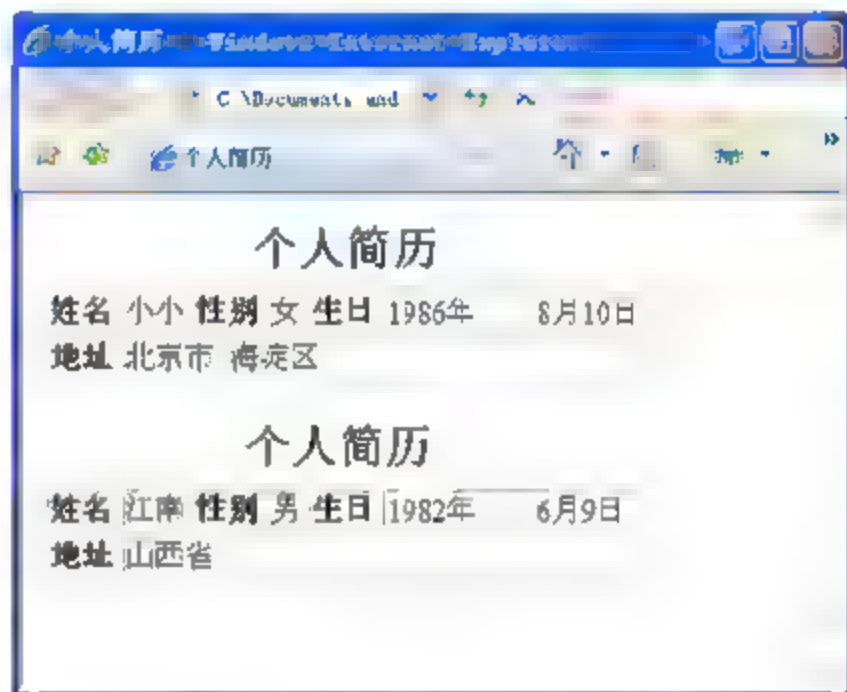 个人简历 - Windows Internet Explorer
C:\Documents and
个人简历
个人简历
姓名 小小 性别 女 生日 1986年 8月10日
地址 北京市 海淀区
个人简历
姓名 江南 性别 男 生日 1982年 6月9日
地址 山西省